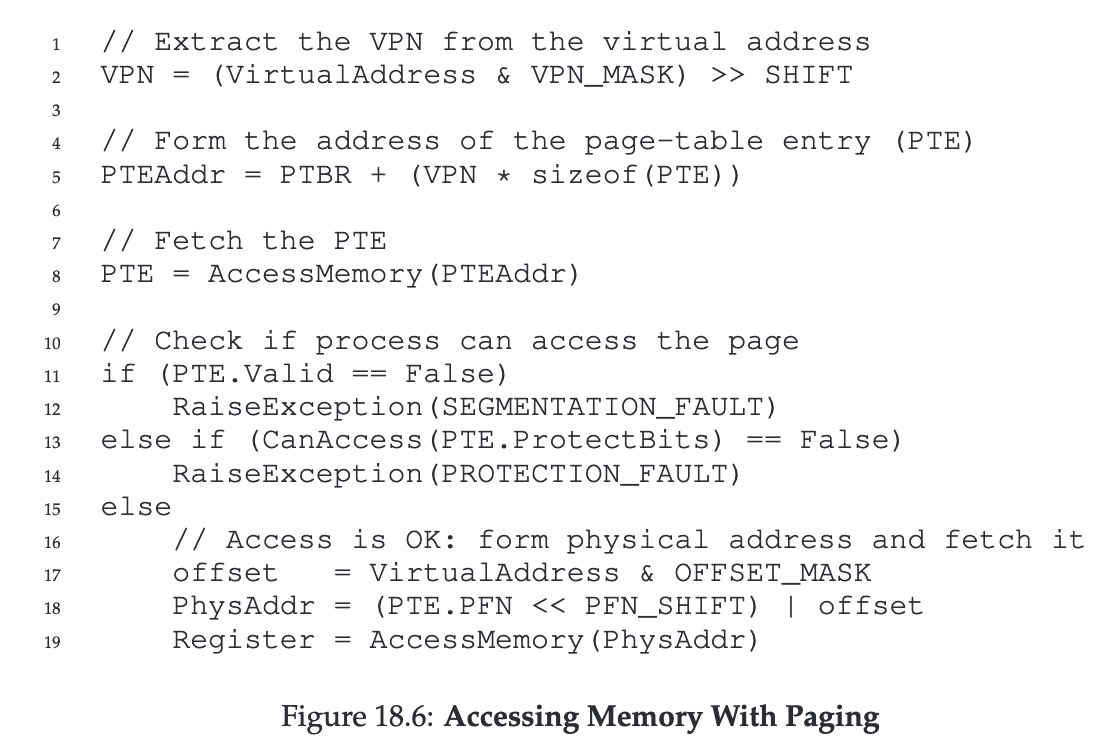 1 // Extract the VPN from the virtual address
2 VPN = (VirtualAddress & VPN_MASK) >> SHIFT
3
4 // Form the address of the page-table entry (PTE)
5 PTEAddr = PTBR + (VPN * sizeof(PTE))
6
7 // Fetch the PTE
8 PTE = AccessMemory(PTEAddr)
9
10 // Check if process can access the page
11 if (PTE.Valid == False)
12     RaiseException(SEGMENTATION_FAULT)
13 else if (CanAccess(PTE.ProtectBits) == False)
14     RaiseException(PROTECTION_FAULT)
15 else
16     // Access is OK: form physical address and fetch it
17     offset   = VirtualAddress & OFFSET_MASK
18     PhysAddr = (PTE.PFN << PFN_SHIFT) | offset
19     Register = AccessMemory(PhysAddr)
Figure 18.6: Accessing Memory With Paging